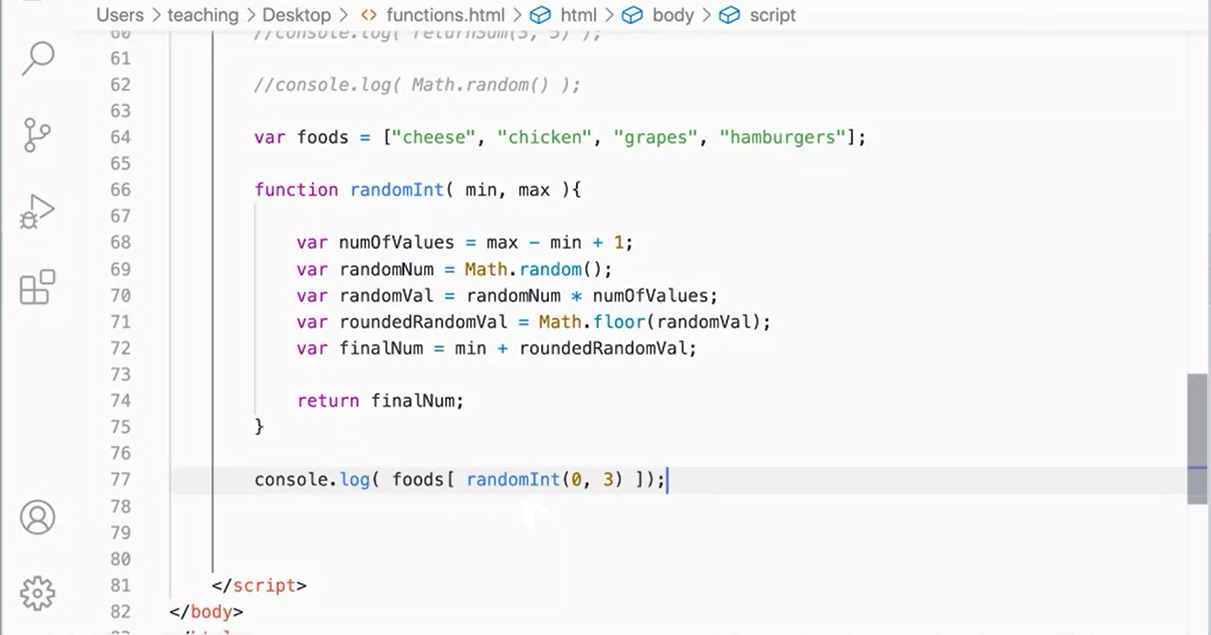 Users > teaching > Desktop > <> functions.html > html > body > script
60 //console.log( returnSum(3, 5) );
61
62 //console.log( Math.random() );
63
64 var foods = ["cheese", "chicken", "grapes", "hamburgers"];
65
66 function randomInt( min, max ){
67
68 var numOfValues = max - min + 1;
69 var randomNum = Math.random();
70 var randomVal = randomNum * numOfValues;
71 var roundedRandomVal = Math.floor(randomVal);
72 var finalNum = min + roundedRandomVal;
73
74 return finalNum;
75 }
76
77 console.log( foods[ randomInt(0, 3) ]);
78
79
80
81 </script>
82 </body>